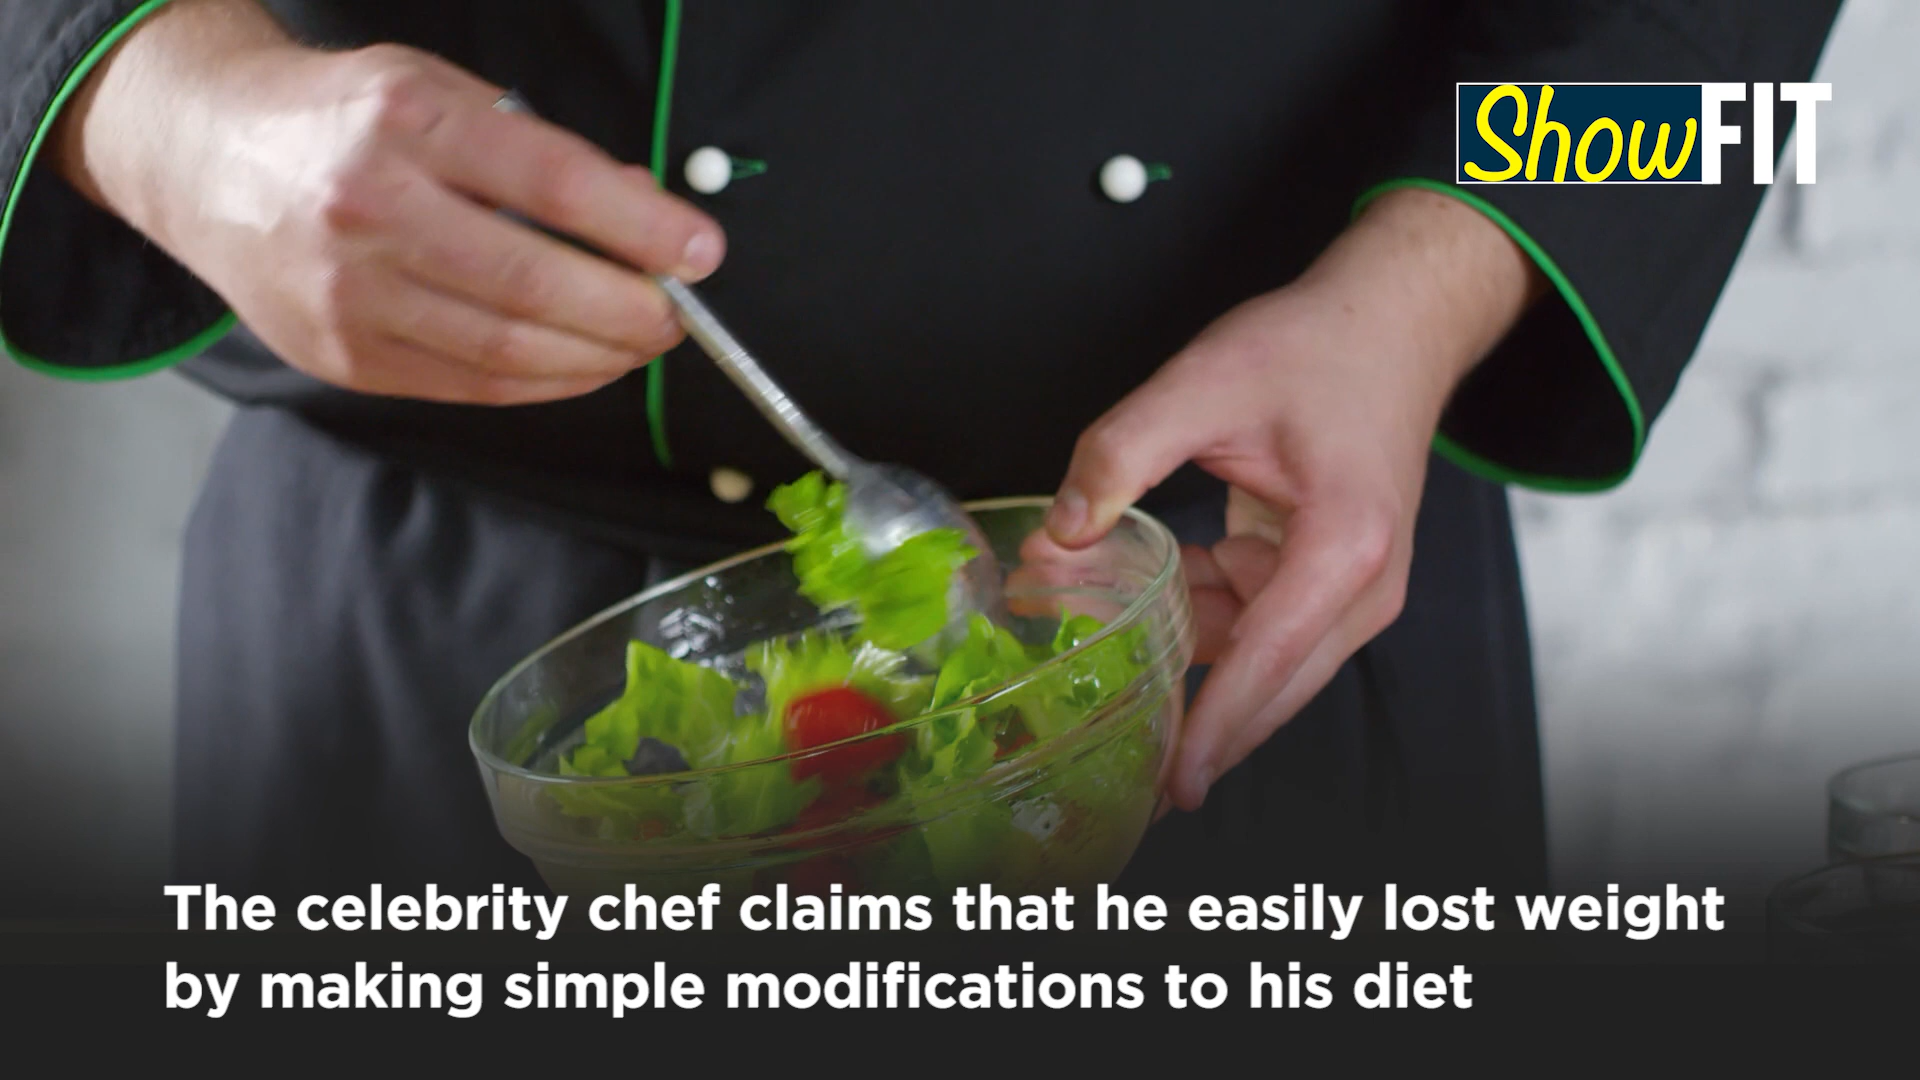 ShowFIT
The celebrity chef claims that he easily lost weight
by making simple modifications to his diet